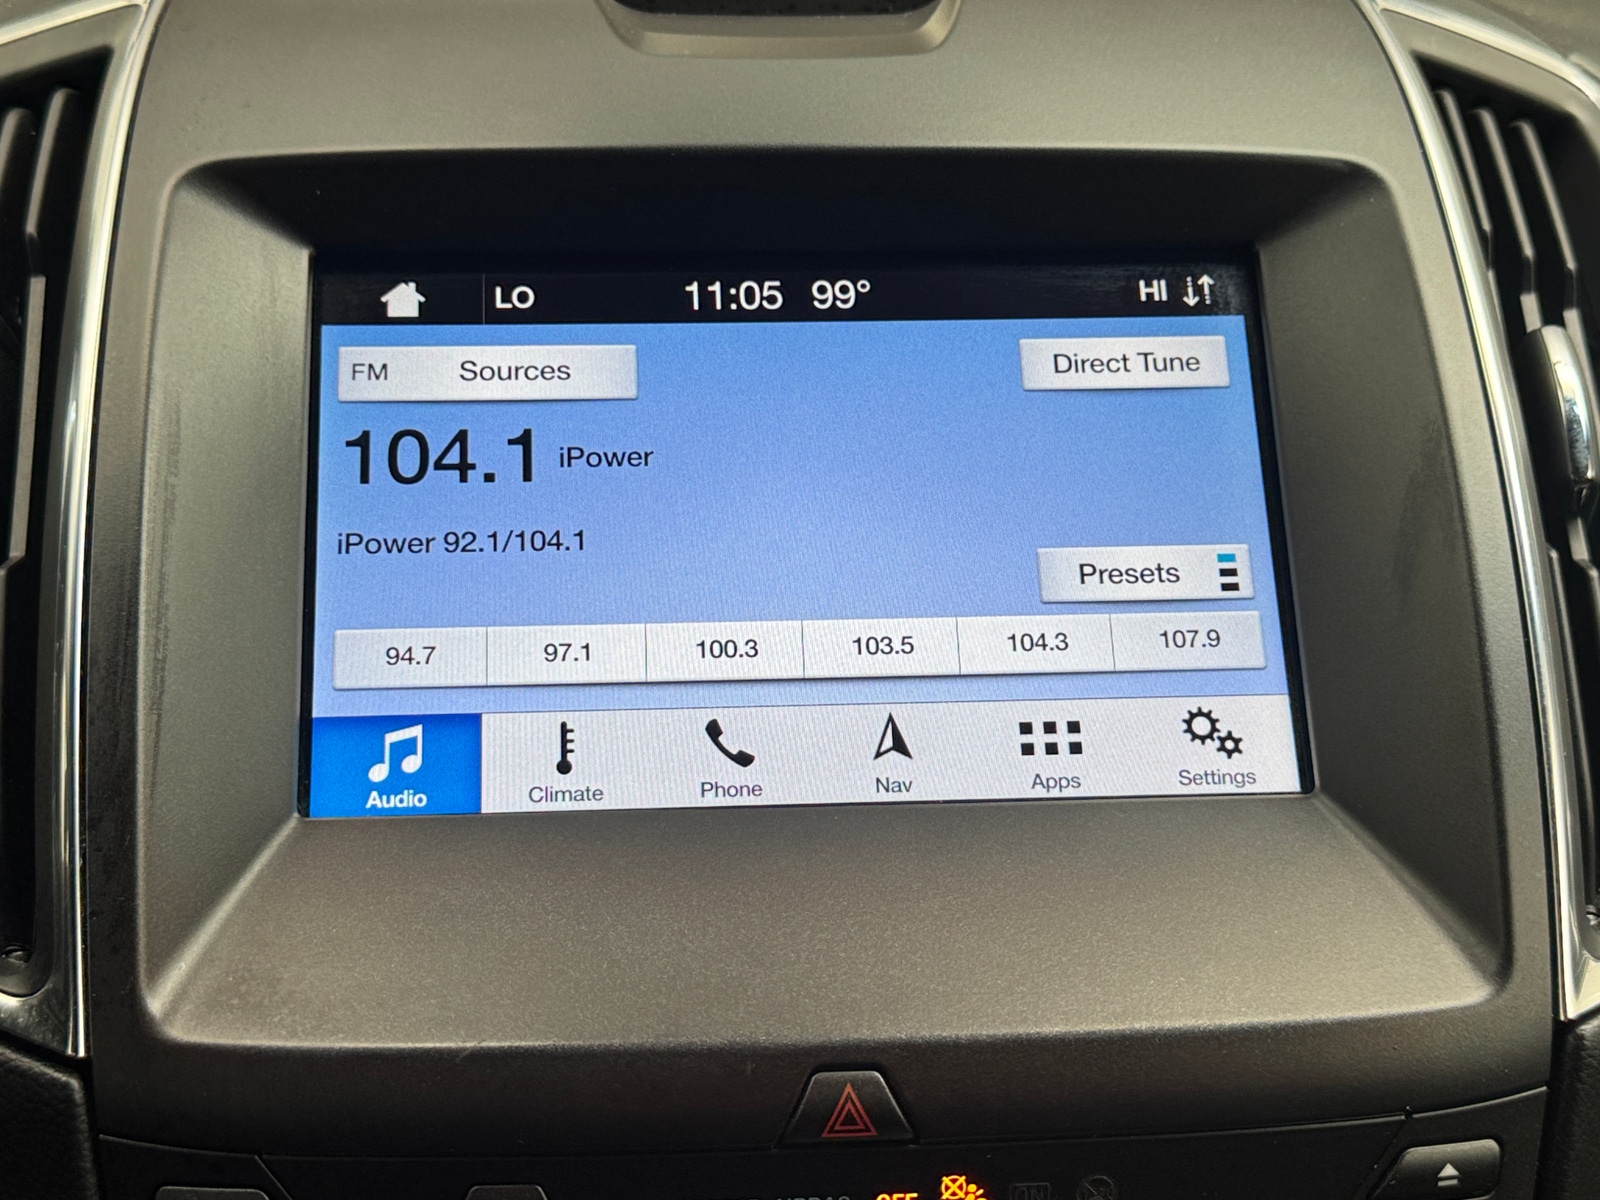 LO 11:05 99° HI
FM Sources Direct Tune
104.1 iPower
iPower 92.1/104.1
Presets
94.7 97.1 100.3 103.5 104.3 107.9
Audio Climate Phone Nav Apps Settings
OFF